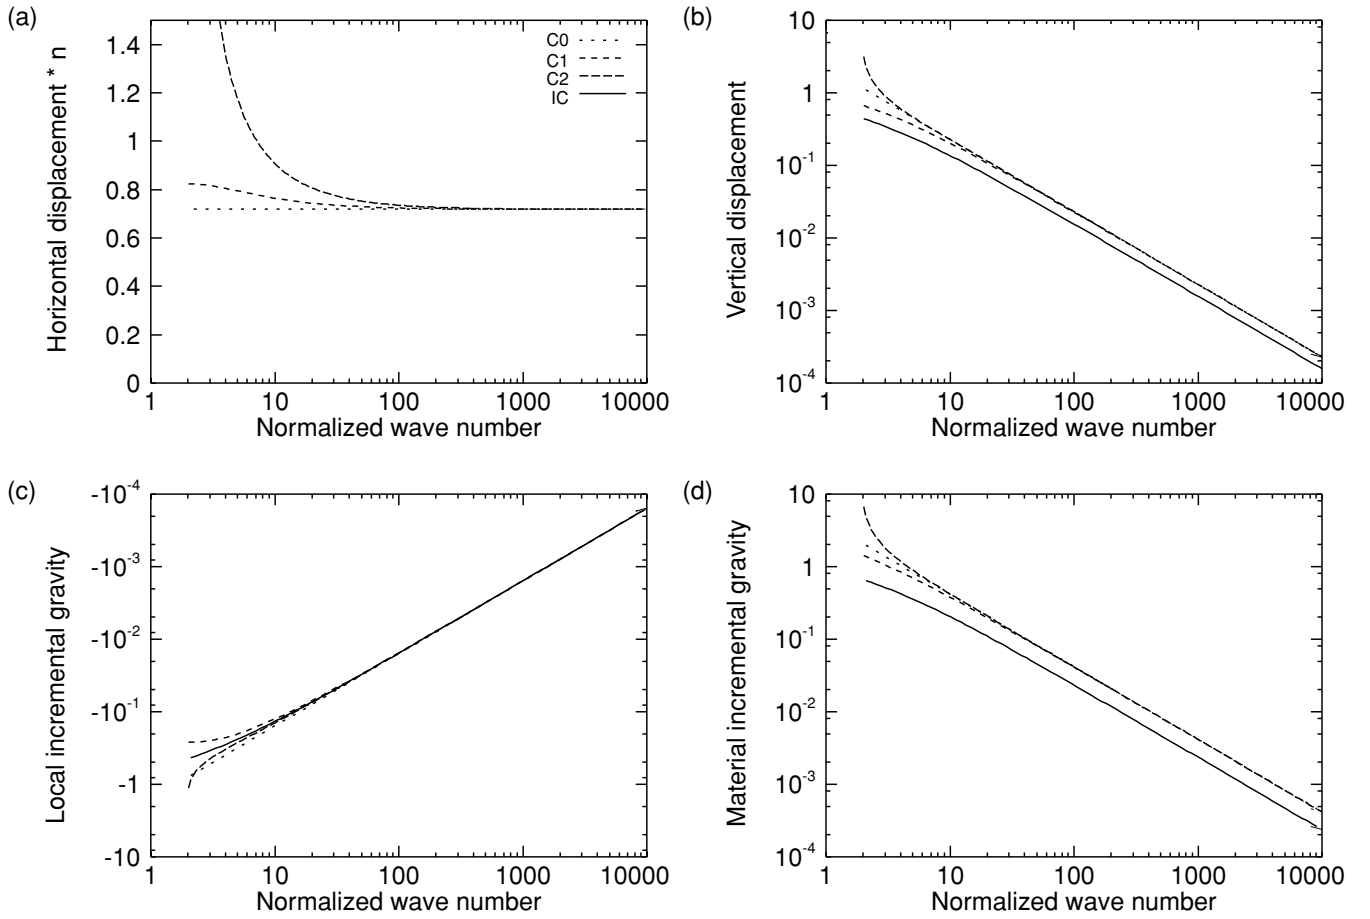 (a)
Horizontal displacement * n
1.4
1.2
1
0.8
0.6
0.4
0.2
0
C0
C1
C2
IC
1 10 100 1000 10000
Normalized wave number
(b)
Vertical displacement
10
1
10-1
10-2
10-3
10-4
1 10 100 1000 10000
Normalized wave number
(c)
Local incremental gravity
-10-4
-10-3
-10-2
-10-1
-1
-10
1 10 100 1000 10000
Normalized wave number
(d)
Material incremental gravity
10
1
10-1
10-2
10-3
10-4
1 10 100 1000 10000
Normalized wave number